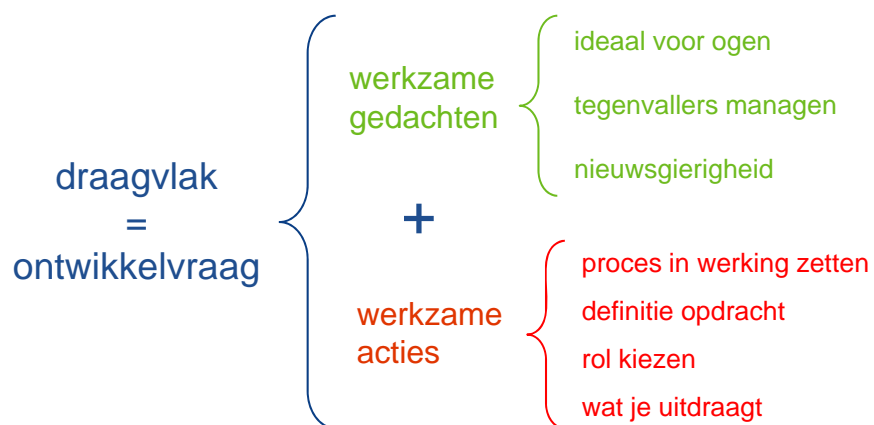 draagvlak
=
ontwikkelvraag
werkzame
gedachten
ideaal voor ogen
tegenvallers managen
nieuwsgierigheid
+
werkzame
acties
proces in werking zetten
definitie opdracht
rol kiezen
wat je uitdraagt